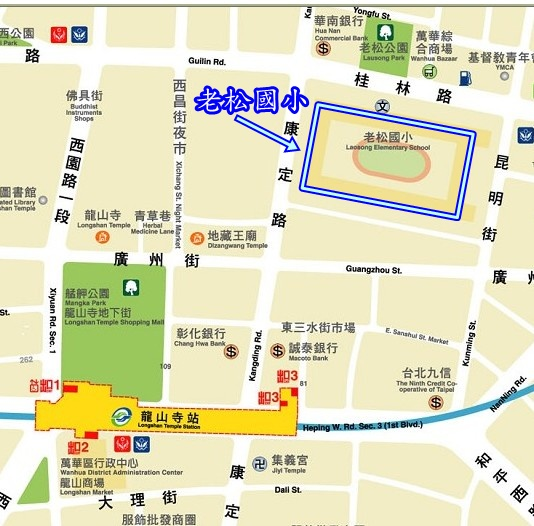 Yongfu St.
華南銀行
Hua Nan
Commercial Bank
老松公園
Laosong Park
萬華綜
合商場
Wanhua Bazaar
基督教青年
YMCA
西公園
路
Guilin Rd.
桂林路
佛具街
Buddhist
Instruments
Shops
西昌街夜市
Xichang St. Night Market
老松國小
康定路
文
老松國小
Laosong Elementary School
昆明街
西園路一段
圖書館
龍山寺
Longshan Temple
青草巷
Herbal
Medicine Lane
地藏王廟
Dizangwang Temple
廣州街
Guangzhou St.
廣
St.
Xiyuan Rd. Sec. 1
艋舺公園
Mangka Park
龍山寺地下街
Longshan Temple Shopping Mall
彰化銀行
Chang Hwa Bank
Kangding Rd.
東三水街市場
誠泰銀行
Macoto Bank
E. Sanshui St. Market
Kunming St.
262
109
81
台北九信
The Ninth Credit Co-
operative of Taipei
NanNing Rd.
出口1
出口3
出口3
出口2
龍山寺站
Longshan Temple Station
Heping W. Rd. Sec. 3 (1st Blvd.)
萬華區行政中心
Wanhua District Administration Center
龍山商場
Longshan Market
集義宮
Jiyi Temple
康定
Dali St.
大理街
和平西
西
服飾批發商圈